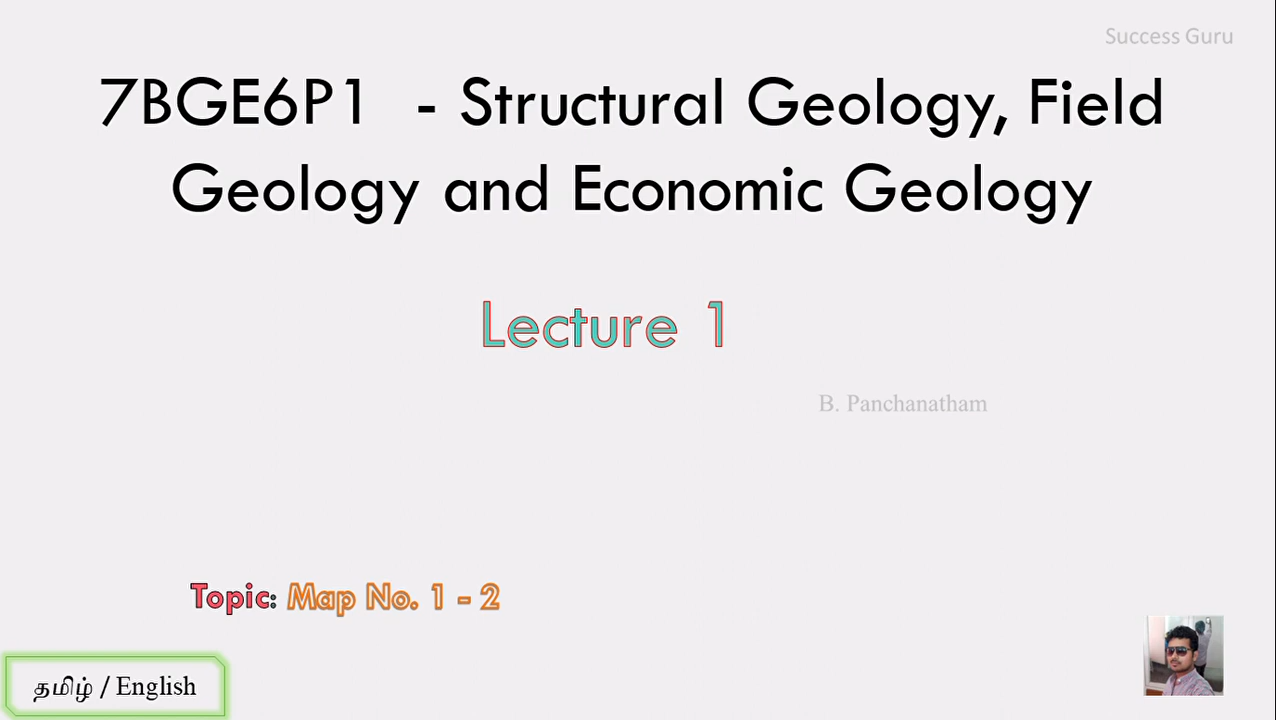 Success Guru
7BGE6P1 - Structural Geology, Field
Geology and Economic Geology
Lecture 1
B. Panchanatham
Topic: Map No. 1 - 2
தமிழ் / English